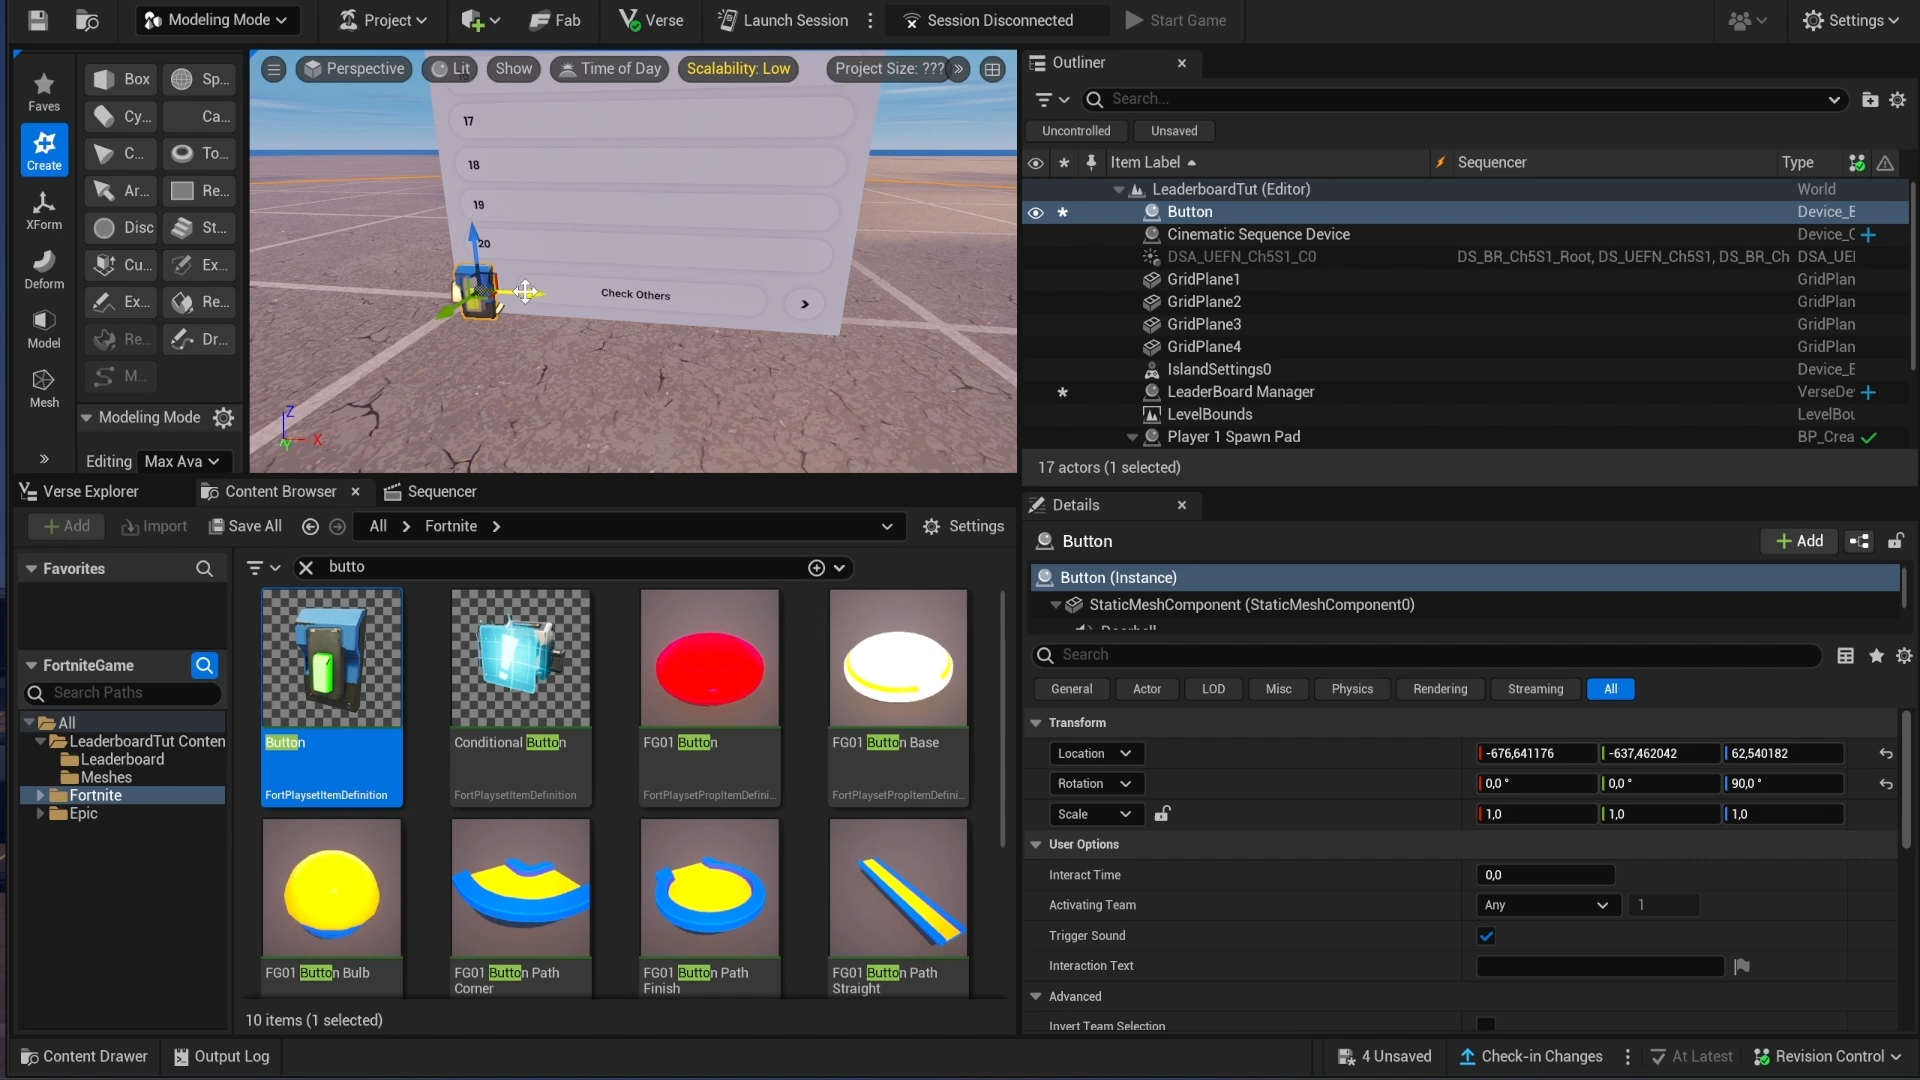 Modeling Mode
Project
Fab
Verse
Launch Session
Session Disconnected
Start Game
Settings
Faves
Create
XForm
Deform
Model
Mesh
Box
Sp...
Cy...
Ca...
C...
To...
Ar...
Re...
Disc
St...
Cu...
Ex...
Ex...
Re...
Re...
Dr...
M...
Modeling Mode
Editing
Max Ava
Perspective
Lit
Show
Time of Day
Scalability: Low
Project Size: ???
17
18
19
20
Check Others
Z
X
Y
Outliner
Search...
Uncontrolled
Unsaved
Item Label
Sequencer
Type
LeaderboardTut (Editor)
World
Button
Device_E
Cinematic Sequence Device
Device_C
DSA_UEFN_Ch5S1_C0
DS_BR_Ch5S1_Root, DS_UEFN_Ch5S1, DS_BR_Ch
DSA_UEI
GridPlane1
GridPlan
GridPlane2
GridPlan
GridPlane3
GridPlan
GridPlane4
GridPlan
IslandSettings0
Device_E
LeaderBoard Manager
VerseDe
LevelBounds
LevelBou
Player 1 Spawn Pad
BP_Crea
17 actors (1 selected)
Verse Explorer
Content Browser
Sequencer
Add
Import
Save All
All
Fortnite
Settings
Favorites
FortniteGame
Search Paths
All
LeaderboardTut Conten
Leaderboard
Meshes
Fortnite
Epic
butto
Button
FortPlaysetItemDefinition
Conditional Button
FortPlaysetItemDefinition
FG01 Button
FortPlaysetPropItemDefini...
FG01 Button Base
FortPlaysetPropItemDefini...
FG01 Button Bulb
FG01 Button Path
Corner
FG01 Button Path
Finish
FG01 Button Path
Straight
10 items (1 selected)
Details
Button
Add
Button (Instance)
StaticMeshComponent (StaticMeshComponent0)
Search
General
Actor
LOD
Misc
Physics
Rendering
Streaming
All
Transform
Location
-676,641176
-637,462042
62,540182
Rotation
0,0 °
0,0 °
90,0 °
Scale
1,0
1,0
1,0
User Options
Interact Time
0,0
Activating Team
Any
1
Trigger Sound
Interaction Text
Advanced
Invert Team Selection
Content Drawer
Output Log
4 Unsaved
Check-in Changes
At Latest
Revision Control